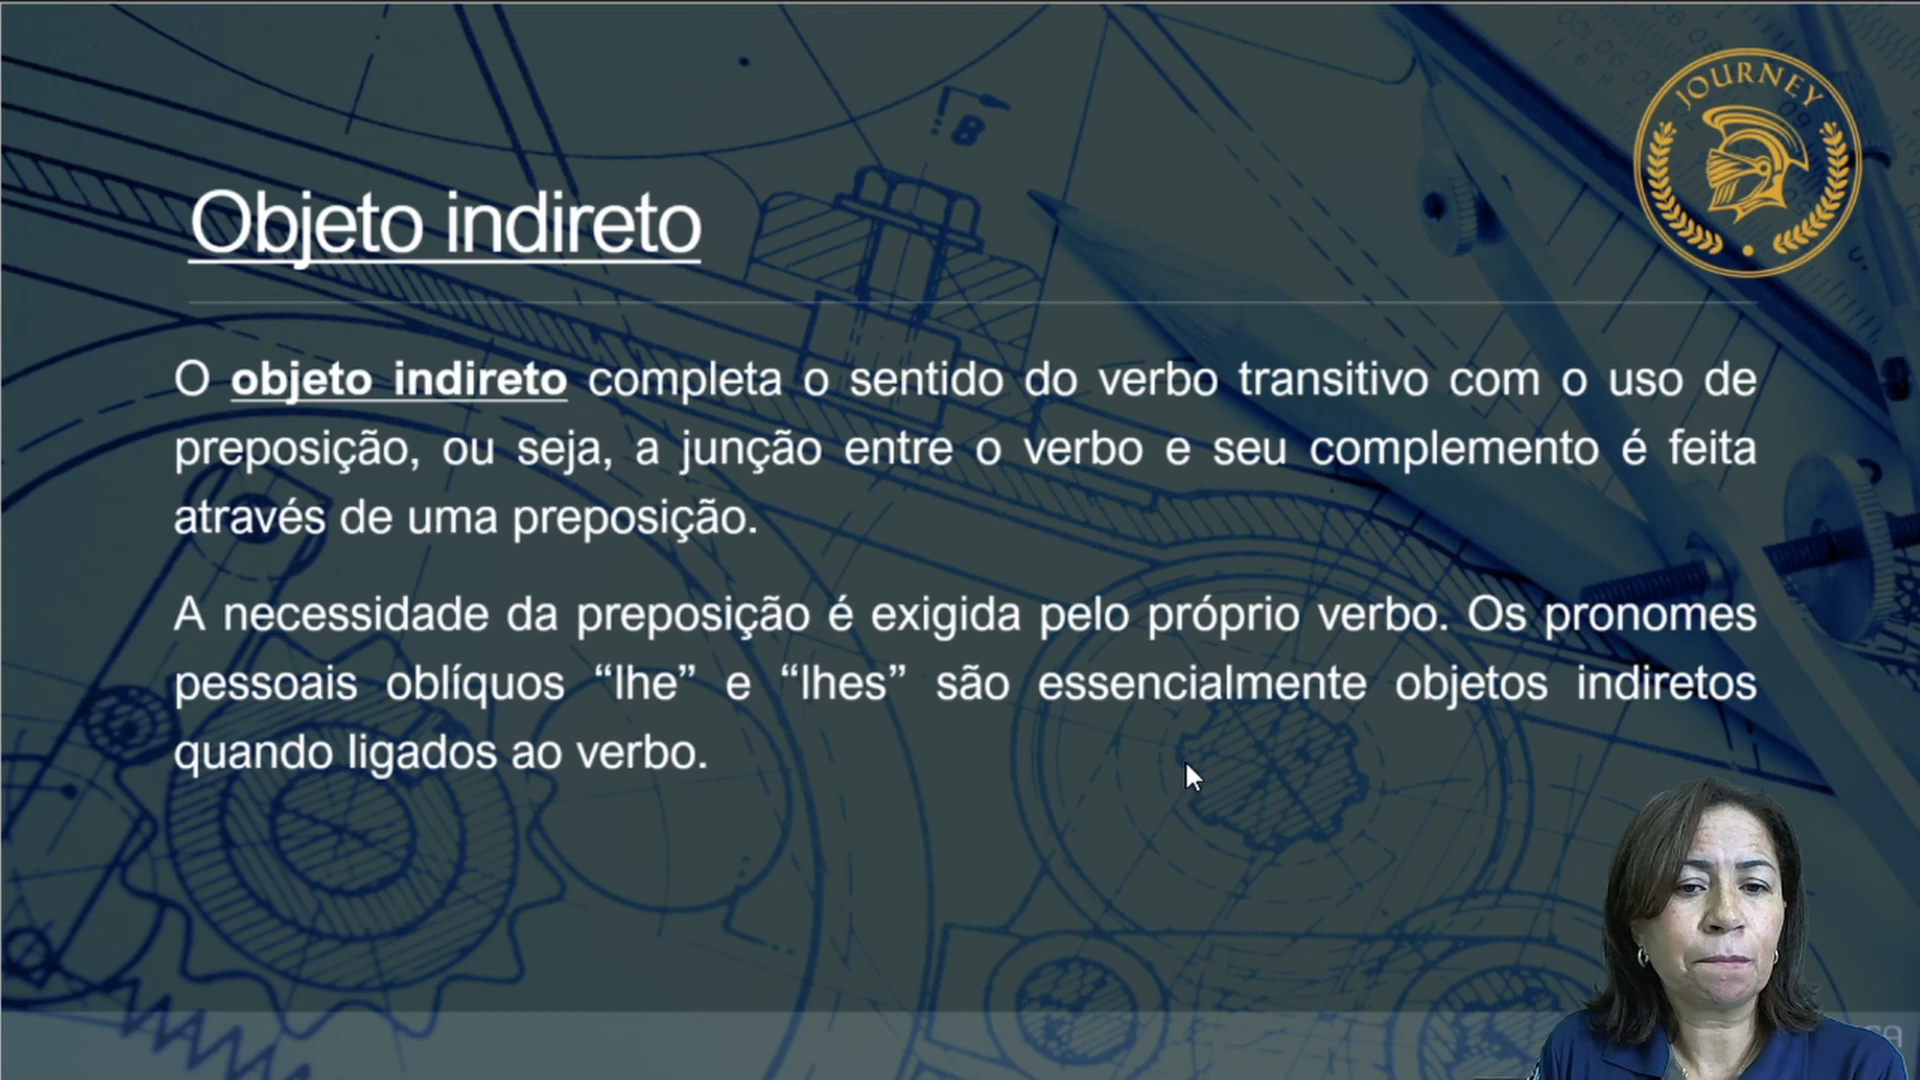 JOURNEY
B
Objeto indireto
O objeto indireto completa o sentido do verbo transitivo com o uso de
preposição, ou seja, a junção entre o verbo e seu complemento é feita
através de uma preposição.
A necessidade da preposição é exigida pelo próprio verbo. Os pronomes
pessoais oblíquos “lhe” e “lhes” são essencialmente objetos indiretos
quando ligados ao verbo.